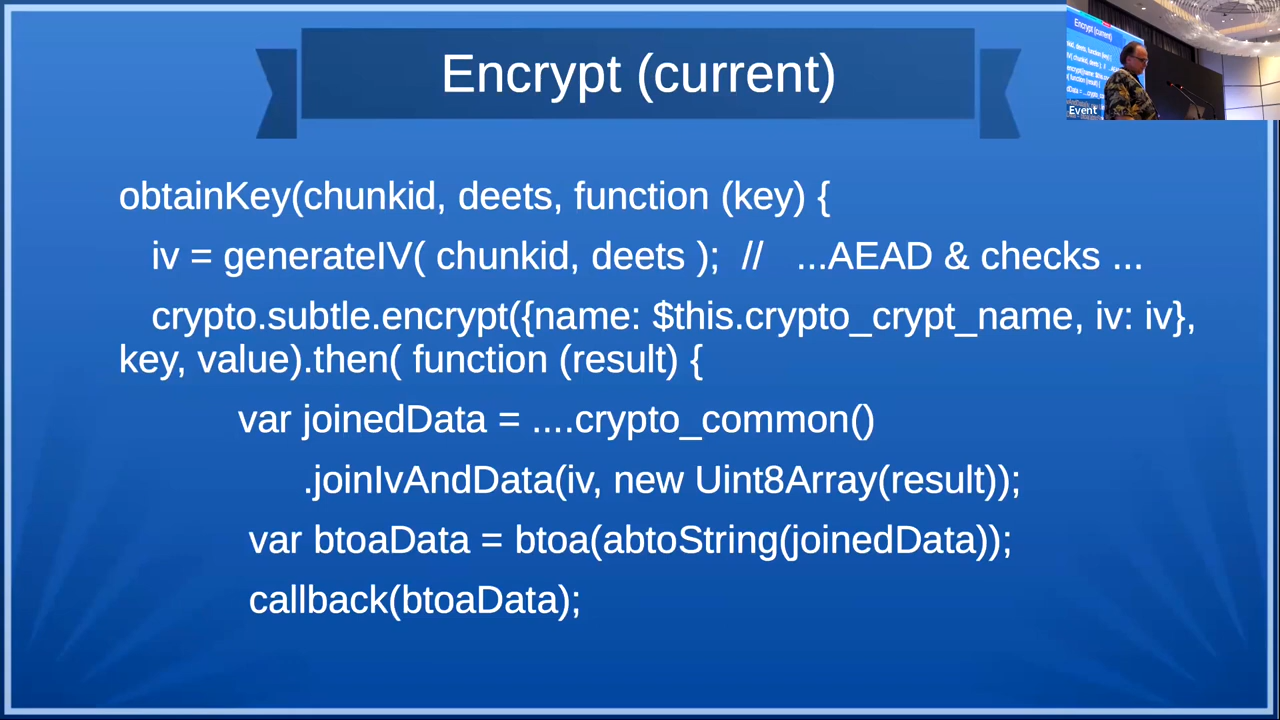 Encrypt (current)
obtainKey(chunkid, deets, function (key) {
iv = generateIV( chunkid, deets ); // ...AEAD & checks ...
crypto.subtle.encrypt({name: $this.crypto_crypt_name, iv: iv},
key, value).then( function (result) {
var joinedData = ....crypto_common()
.joinIvAndData(iv, new Uint8Array(result));
var btoaData = btoa(abtoString(joinedData));
callback(btoaData);
Encrypt (current)
Event